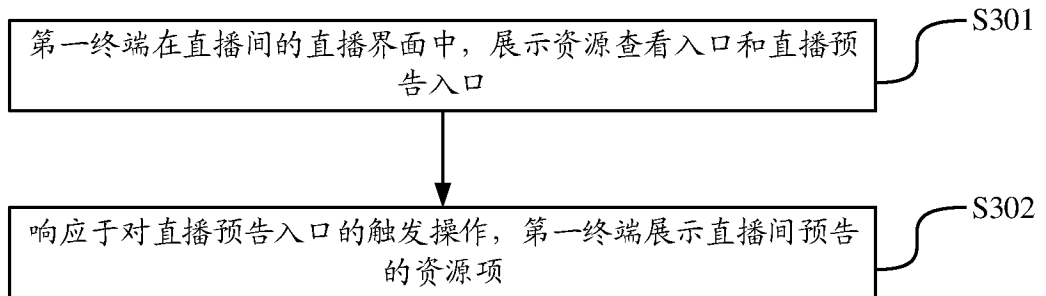 S301
第一终端在直播间的直播界面中，展示资源查看入口和直播预
告入口
S302
响应于对直播预告入口的触发操作，第一终端展示直播间预告
的资源项